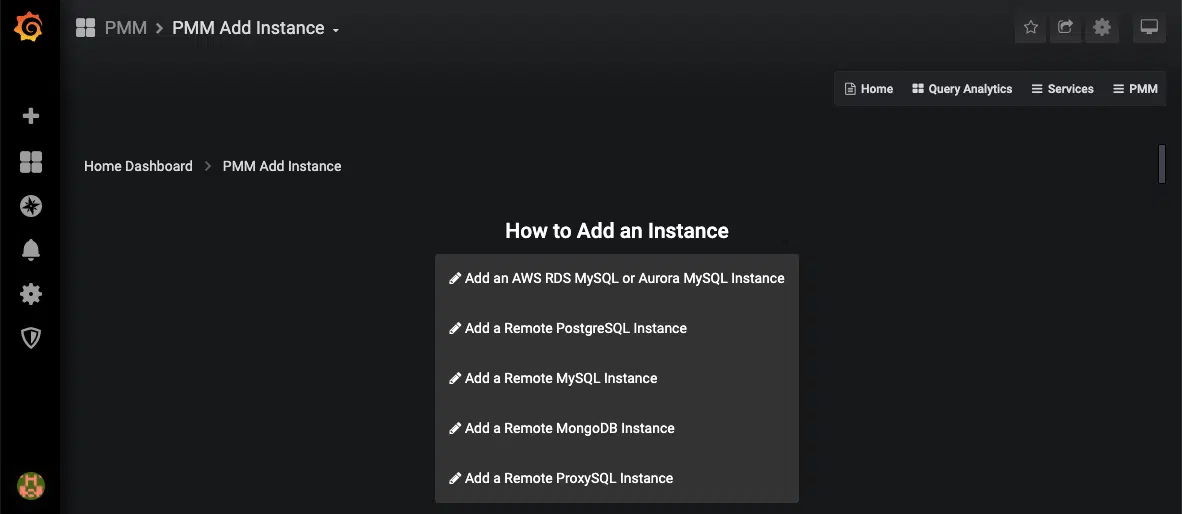 PMM > PMM Add Instance
Home Query Analytics Services PMM
Home Dashboard > PMM Add Instance
How to Add an Instance
Add an AWS RDS MySQL or Aurora MySQL Instance
Add a Remote PostgreSQL Instance
Add a Remote MySQL Instance
Add a Remote MongoDB Instance
Add a Remote ProxySQL Instance